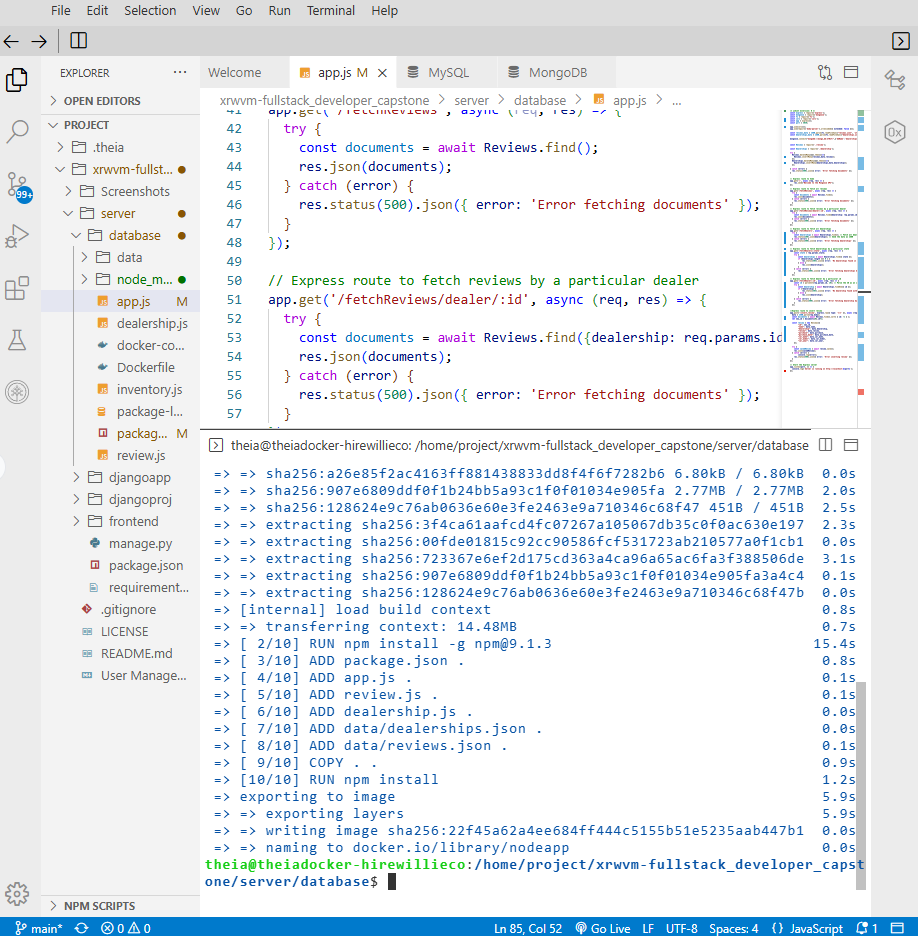 File Edit Selection View Go Run Terminal Help
EXPLORER
OPEN EDITORS
PROJECT
.theia
xrwvm-fullst...
Screenshots
server
database
data
node_m...
app.js M
dealership.js
docker-co...
Dockerfile
inventory.js
package-l...
packag... M
review.js
djangoapp
djangoproj
frontend
manage.py
package.json
requirement...
.gitignore
LICENSE
README.md
User Manage...
NPM SCRIPTS
99+
Welcome
app.js M
MySQL
MongoDB
xrwvm-fullstack_developer_capstone > server > database > app.js > ...
41 app.get('/fetchReviews', async (req, res) => {
42 try {
43 const documents = await Reviews.find();
44 res.json(documents);
45 } catch (error) {
46 res.status(500).json({ error: 'Error fetching documents' });
47 }
48 });
49
50 // Express route to fetch reviews by a particular dealer
51 app.get('/fetchReviews/dealer/:id', async (req, res) => {
52 try {
53 const documents = await Reviews.find({dealership: req.params.id
54 res.json(documents);
55 } catch (error) {
56 res.status(500).json({ error: 'Error fetching documents' });
57 }
theia@theiadocker-hirewillieco: /home/project/xrwvm-fullstack_developer_capstone/server/database
=> => sha256:a26e85f2ac4163ff881438833dd8f4f6f7282b6 6.80kB / 6.80kB 0.0s
=> => sha256:907e6809ddf0f1b24bb5a93c1f0f01034e905fa 2.77MB / 2.77MB 2.0s
=> => sha256:128624e9c76ab0636e60e3fe2463e9a710346c68f47 451B / 451B 2.5s
=> => extracting sha256:3f4ca61aafcd4fc07267a105067db35c0f0ac630e197 2.3s
=> => extracting sha256:00fde01815c92cc90586fcf531723ab210577a0f1cb1 0.0s
=> => extracting sha256:723367e6ef2d175cd363a4ca96a65ac6fa3f388506de 3.1s
=> => extracting sha256:907e6809ddf0f1b24bb5a93c1f0f01034e905fa3a4c4 0.1s
=> => extracting sha256:128624e9c76ab0636e60e3fe2463e9a710346c68f47b 0.0s
=> [internal] load build context 0.8s
=> => transferring context: 14.48MB 0.7s
=> [ 2/10] RUN npm install -g npm@9.1.3 15.4s
=> [ 3/10] ADD package.json . 0.8s
=> [ 4/10] ADD app.js . 0.1s
=> [ 5/10] ADD review.js . 0.1s
=> [ 6/10] ADD dealership.js . 0.0s
=> [ 7/10] ADD data/dealerships.json . 0.0s
=> [ 8/10] ADD data/reviews.json . 0.1s
=> [ 9/10] COPY . . 0.9s
=> [10/10] RUN npm install 1.2s
=> exporting to image 5.9s
=> => exporting layers 5.9s
=> => writing image sha256:22f45a62a4ee684ff444c5155b51e5235aab447b1 0.0s
=> => naming to docker.io/library/nodeapp 0.0s
theia@theiadocker-hirewillieco:/home/project/xrwvm-fullstack_developer_capst
one/server/database$
0x
main* 0 0 Ln 85, Col 52 Go Live LF UTF-8 Spaces: 4 {} JavaScript 1